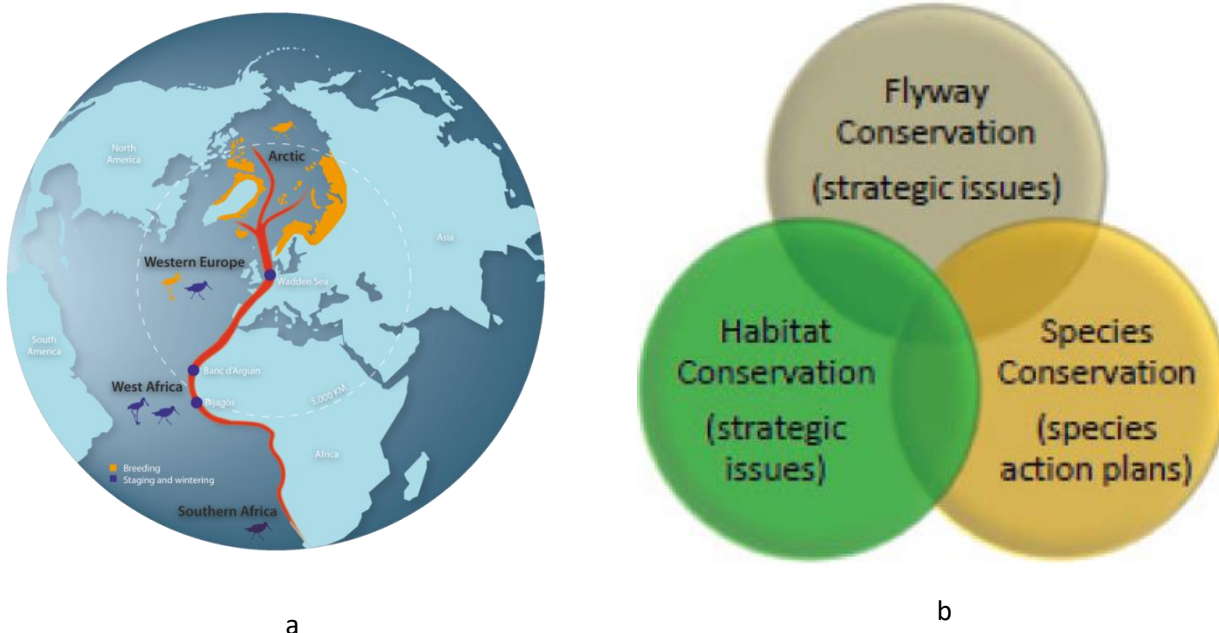 North
America
Arctic
Asia
Western Europe
Wadden Sea
South
America
Banc d'Arguin
West Africa
Bijagós
5.000 KM
Africa
Breeding
Staging and wintering
Southern Africa
a
Flyway
Conservation
(strategic issues)
Habitat
Conservation
(strategic
issues)
Species
Conservation
(species
action plans)
b